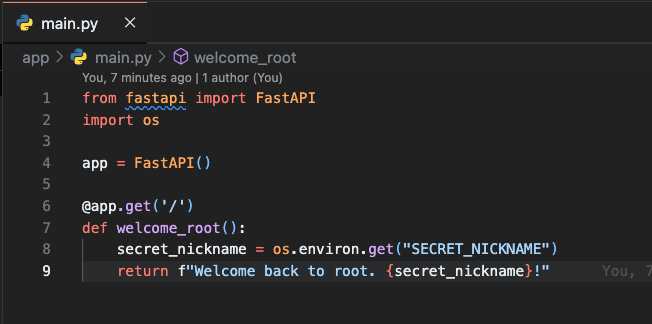 main.py ×
app > main.py > welcome_root
You, 7 minutes ago | 1 author (You)
1 from fastapi import FastAPI
2 import os
3
4 app = FastAPI()
5
6 @app.get('/')
7 def welcome_root():
8     secret_nickname = os.environ.get("SECRET_NICKNAME")
9     return f"Welcome back to root. {secret_nickname}!" You, 7